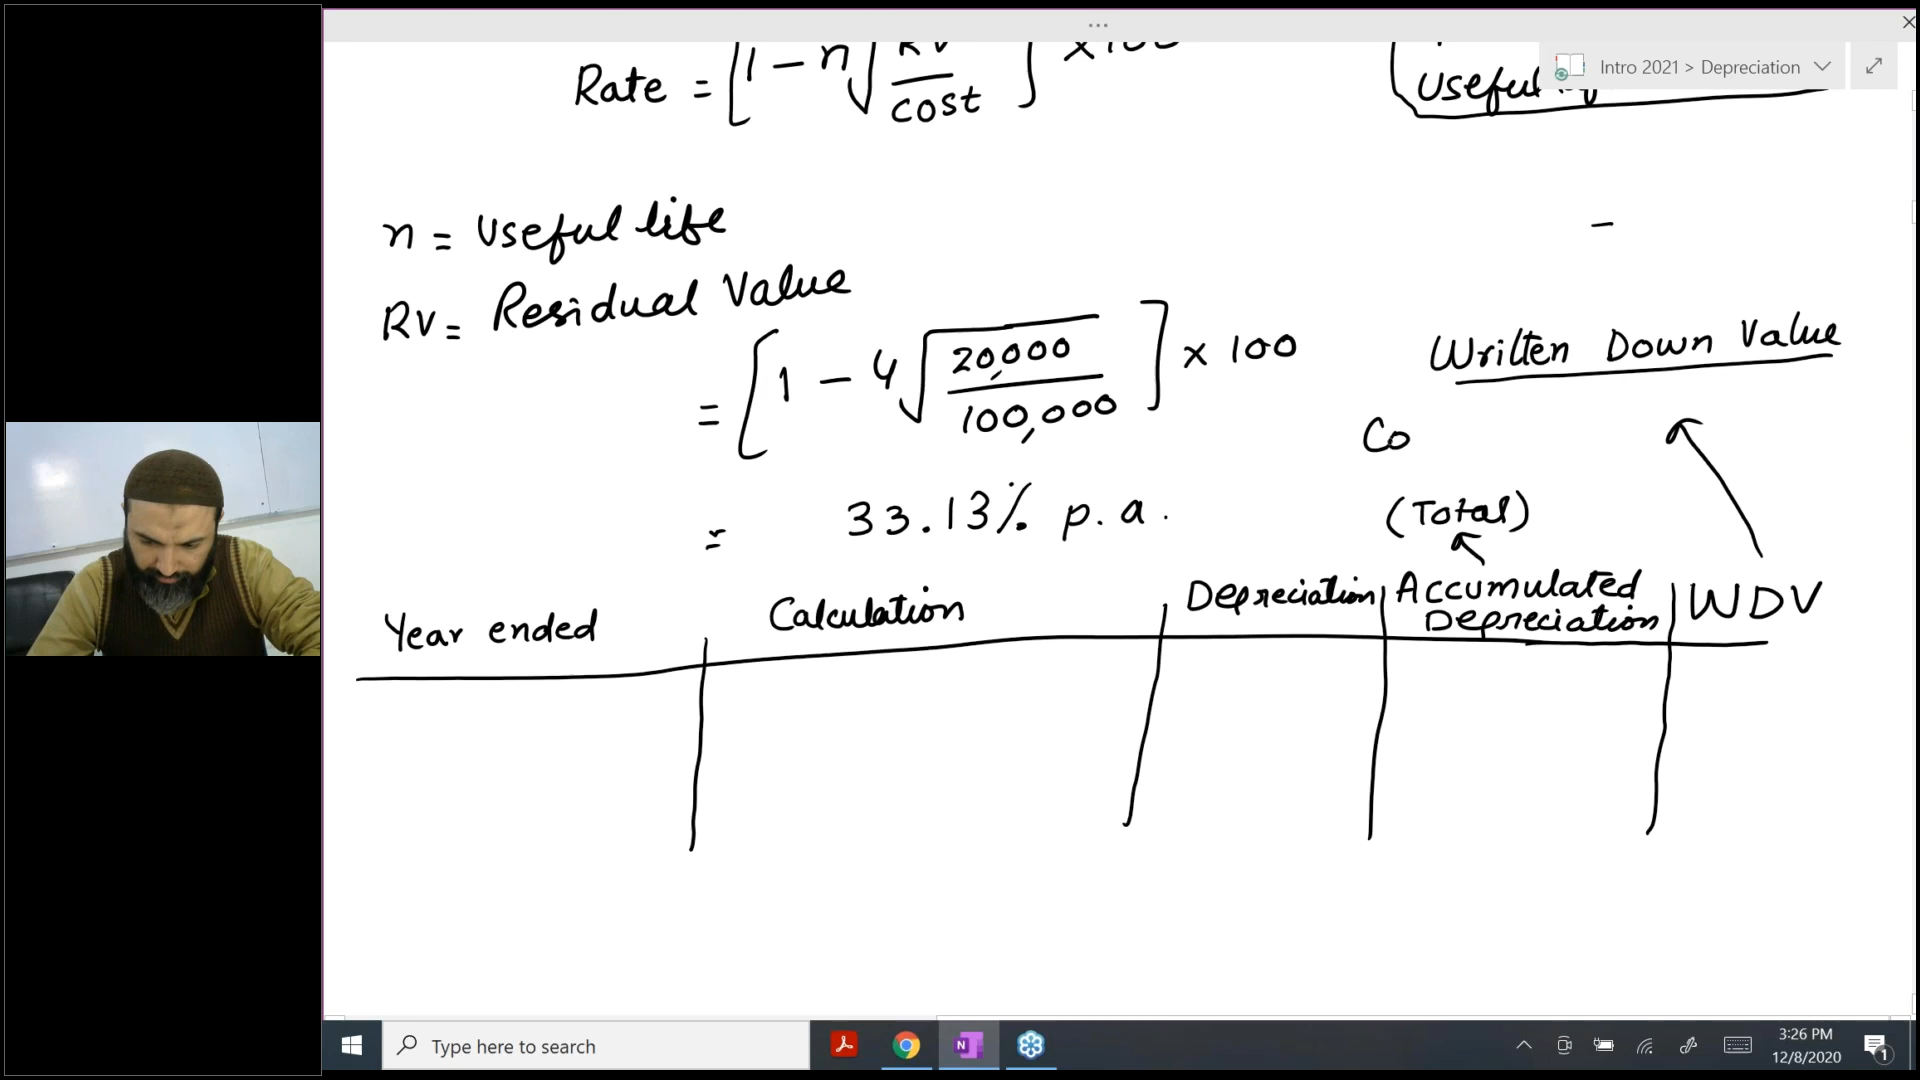 Intro 2021 > Depreciation
Rate = [1 - n√RV/cost] x100
Useful
n = Useful life
RV = Residual Value
= [1 - 4√20,000/100,000] x 100
Written Down Value
Co
= 33.13% p.a.
(Total)
Year ended Calculation Depreciation Accumulated Depreciation WDV
Type here to search
3:26 PM
12/8/2020
1